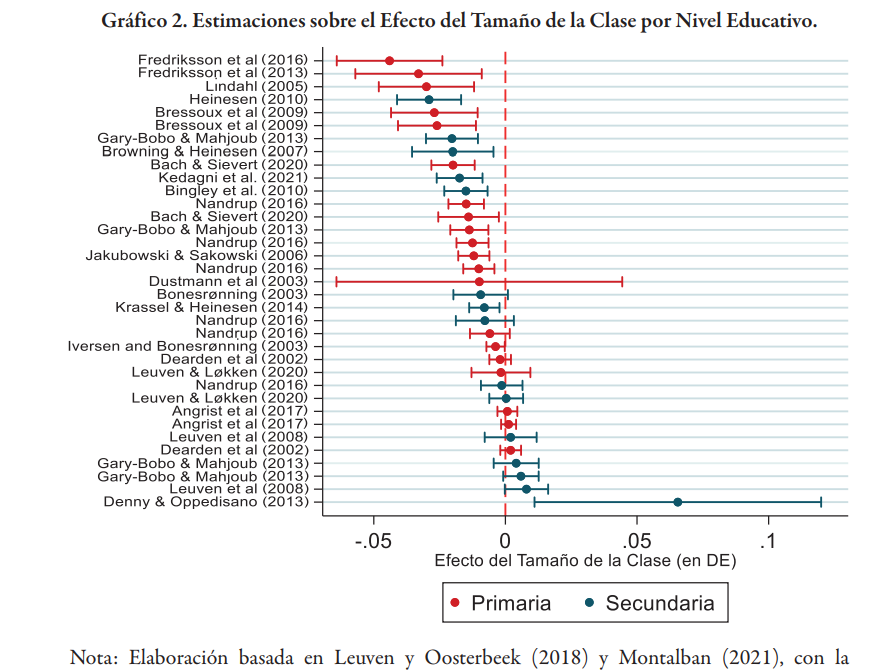 Gráfico 2. Estimaciones sobre el Efecto del Tamaño de la Clase por Nivel Educativo.
Fredriksson et al (2016)
Fredriksson et al (2013)
Lindahl (2005)
Heinesen (2010)
Bressoux et al (2009)
Bressoux et al (2009)
Gary-Bobo & Mahjoub (2013)
Browning & Heinesen (2007)
Bach & Sievert (2020)
Kedagni et al. (2021)
Bingley et al. (2010)
Nandrup (2016)
Bach & Sievert (2020)
Gary-Bobo & Mahjoub (2013)
Nandrup (2016)
Jakubowski & Sakowski (2006)
Nandrup (2016)
Dustmann et al (2003)
Bonesrønning (2003)
Krassel & Heinesen (2014)
Nandrup (2016)
Nandrup (2016)
Iversen and Bonesrønning (2003)
Dearden et al (2002)
Leuven & Løkken (2020)
Nandrup (2016)
Leuven & Løkken (2020)
Angrist et al (2017)
Angrist et al (2017)
Leuven et al (2008)
Dearden et al (2002)
Gary-Bobo & Mahjoub (2013)
Gary-Bobo & Mahjoub (2013)
Leuven et al (2008)
Denny & Oppedisano (2013)
-.05 0 .05 .1
Efecto del Tamaño de la Clase (en DE)
Primaria Secundaria
Nota: Elaboración basada en Leuven y Oosterbeek (2018) y Montalban (2021), con la